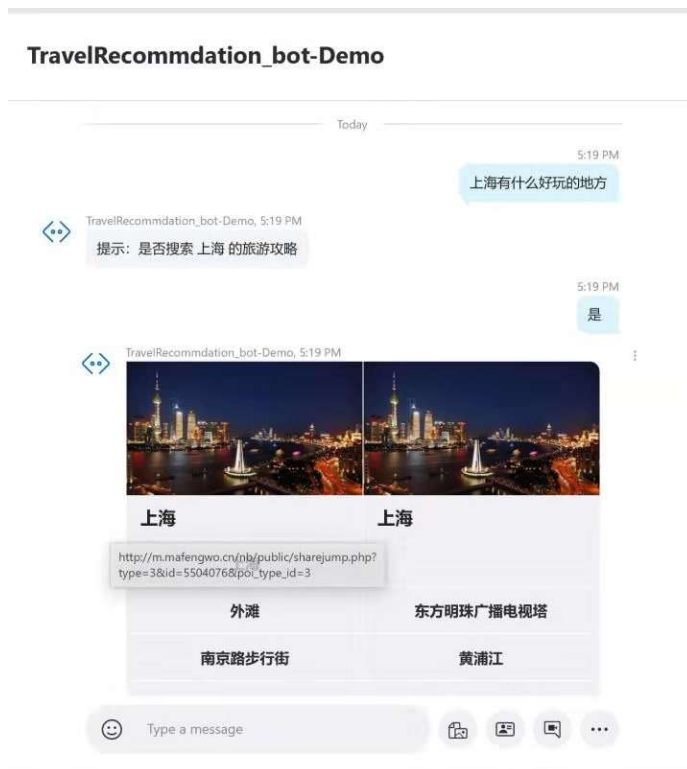 TravelRecommdation_bot-Demo
Today
5:19 PM
上海有什么好玩的地方
TravelRecommdation_bot-Demo, 5:19 PM
提示：是否搜索 上海 的旅游攻略
5:19 PM
是
TravelRecommdation_bot-Demo, 5:19 PM
上海
上海
http://m.mafengwo.cn/nb/public/sharejump.php?
type=3&id=5504076&poi_type_id=3
外滩
东方明珠广播电视塔
南京路步行街
黄浦江
Type a message